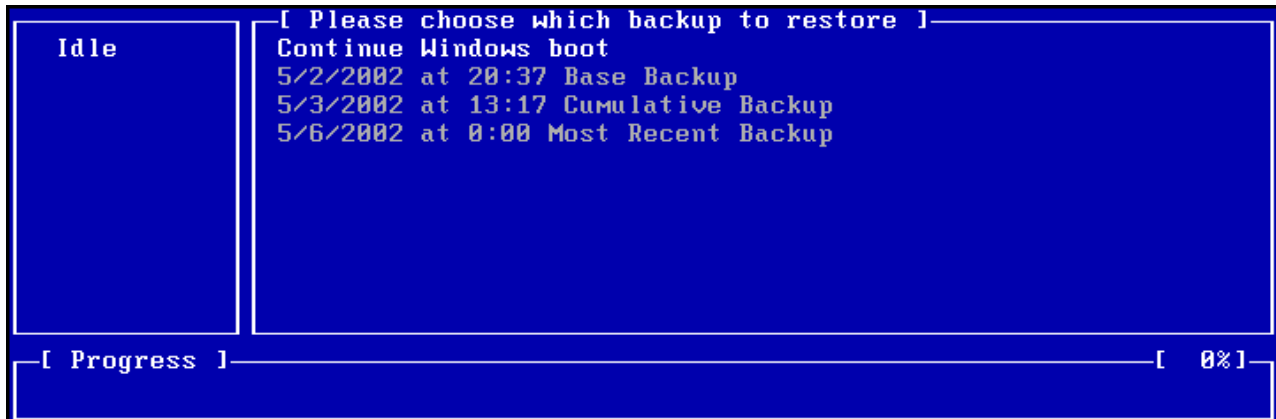 [ Please choose which backup to restore ]
Idle
Continue Windows boot
5/2/2002 at 20:37 Base Backup
5/3/2002 at 13:17 Cumulative Backup
5/6/2002 at 0:00 Most Recent Backup
[ Progress ] [ 0%]